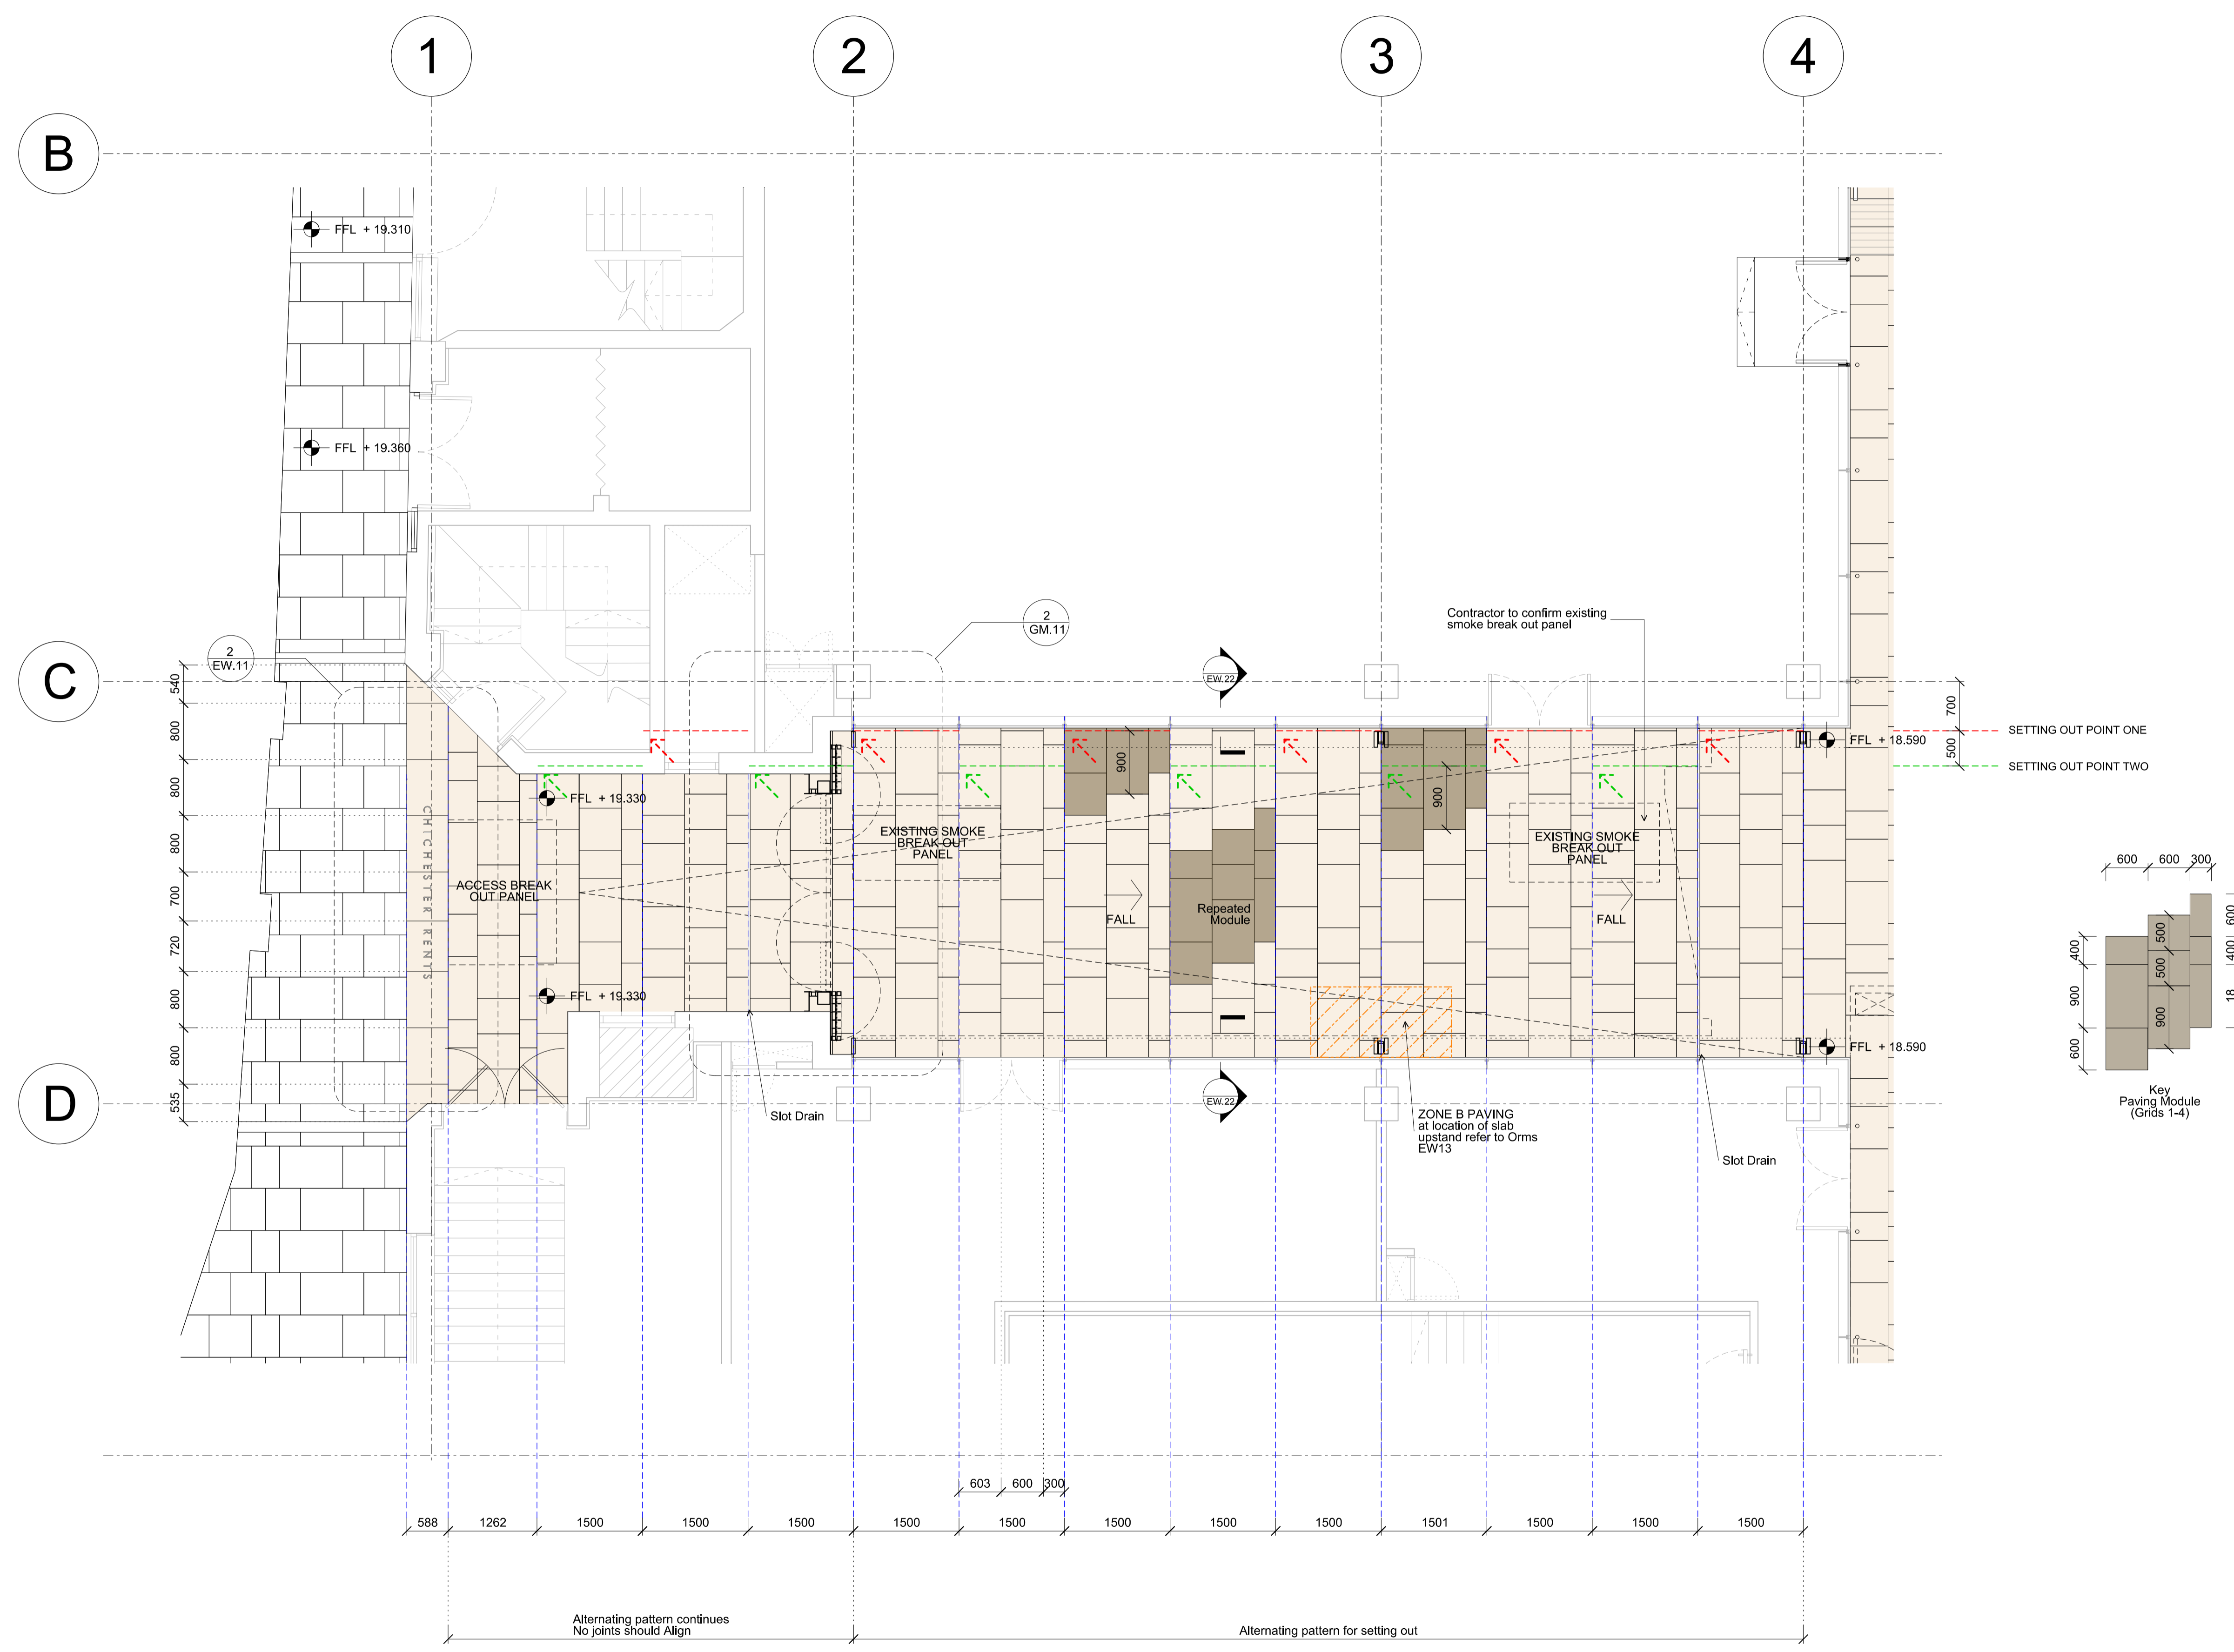 1
2
3
4
B
FFL + 19.310
FFL + 19.360
Contractor to confirm existing
smoke break out panel
2
GM.11
2
EW.11
C
EW.22
540
800
800
800
700
720
800
800
535
700
500
SETTING OUT POINT ONE
SETTING OUT POINT TWO
FFL + 18.590
900
900
FFL + 19.330
EXISTING SMOKE
BREAK OUT
PANEL
EXISTING SMOKE
BREAK OUT
PANEL
ACCESS BREAK
OUT PANEL
CHICHESTER RENTS
FALL
Repeated
Module
FALL
FFL + 19.330
FFL + 18.590
600
600
300
400
900
600
500
500
900
600
400
18
Key
Paving Module
(Grids 1-4)
D
Slot Drain
EW.22
ZONE B PAVING
at location of slab
upstand refer to Orms
EW13
Slot Drain
603
600
300
588
1262
1500
1500
1500
1500
1500
1500
1500
1500
1501
1500
1500
1500
Alternating pattern continues
No joints should Align
Alternating pattern for setting out